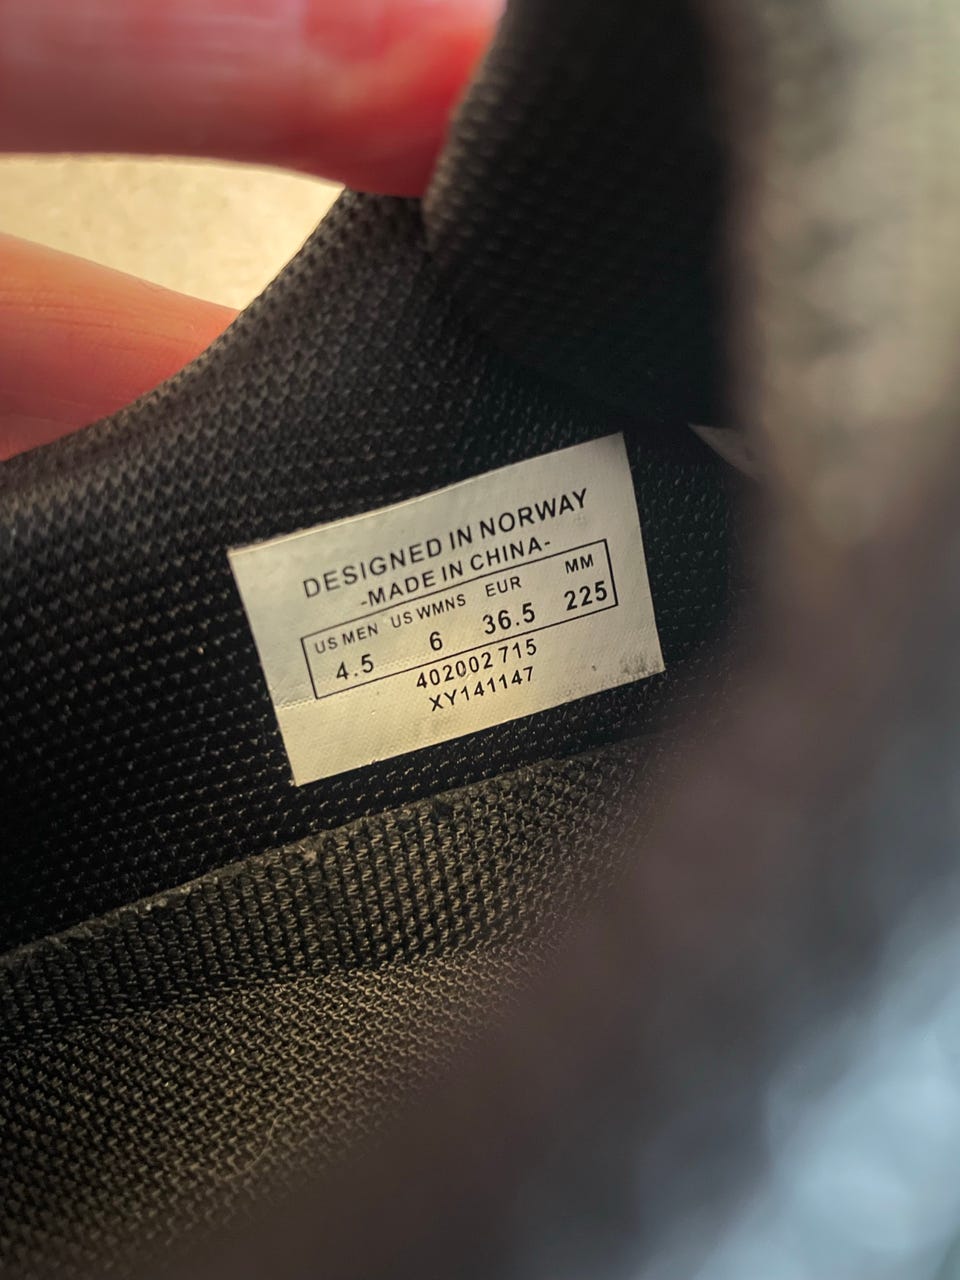 DESIGNED IN NORWAY
-MADE IN CHINA-
US MEN US WMNS EUR MM
4.5 6 36.5 225
402002 715
XY141147